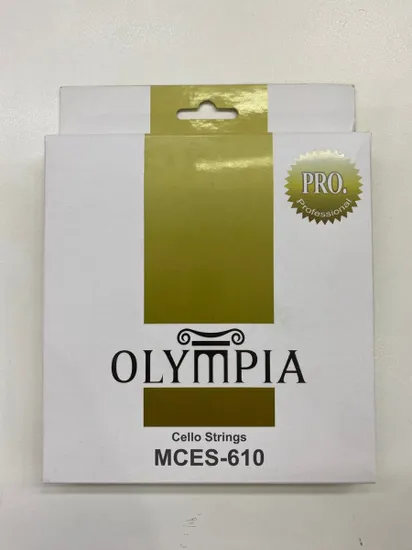 PRO.
Professional
OLYMPIA
Cello Strings
MCES-610